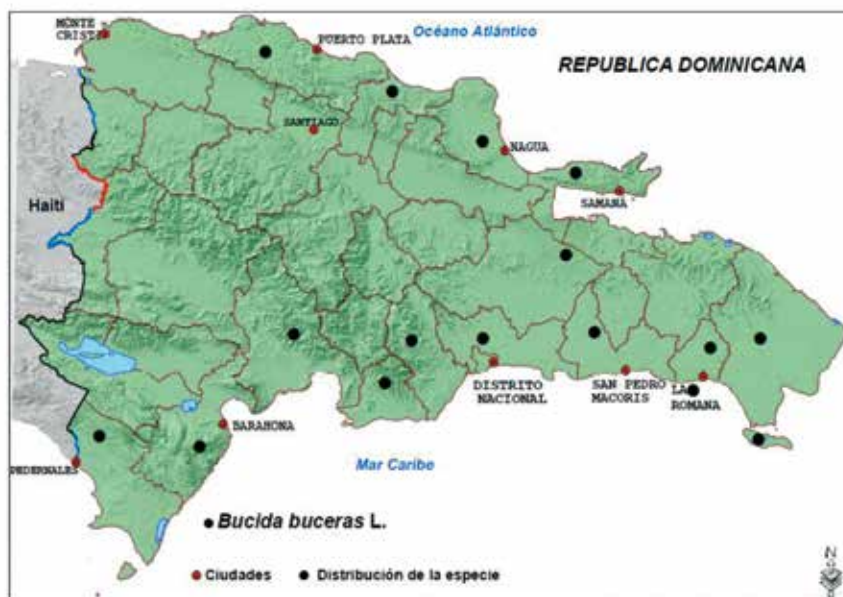 MONTE
CRISTI
PUERTO PLATA
Océano Atlántico
REPUBLICA DOMINICANA
SANTIAGO
NAGUA
SAMANA
Haití
DISTRITO
NACIONAL
SAN PEDRO
MACORIS
LA
ROMANA
BARAHONA
PEDERNALES
Mar Caribe
Bucida buceras L.
Ciudades
Distribución de la especie
N